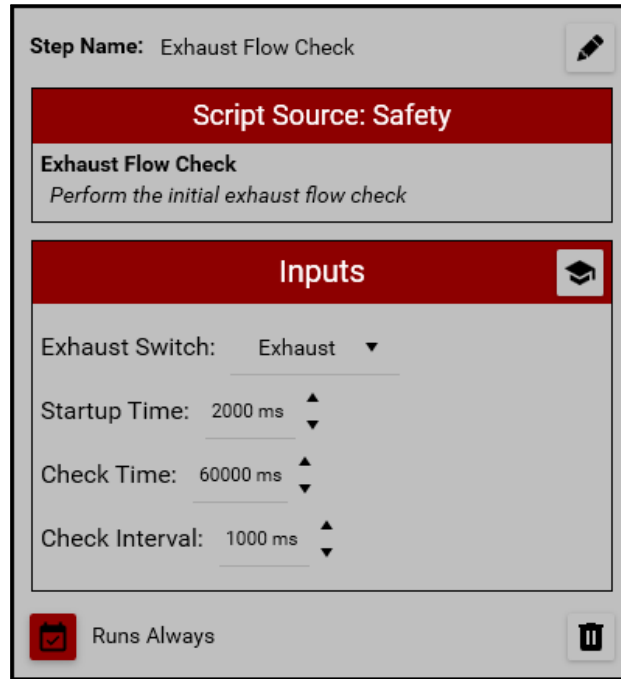 Step Name: Exhaust Flow Check
Script Source: Safety
Exhaust Flow Check
Perform the initial exhaust flow check
Inputs
Exhaust Switch: Exhaust
Startup Time: 2000 ms
Check Time: 60000 ms
Check Interval: 1000 ms
Runs Always